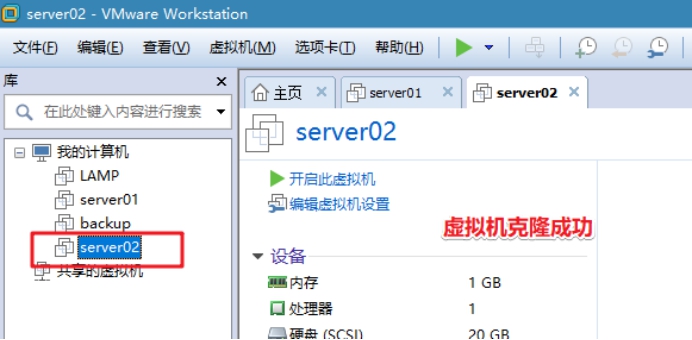 server02 - VMware Workstation
文件(F) 编辑(E) 查看(V) 虚拟机(M) 选项卡(T) 帮助(H)
库
在此处键入内容进行搜索
我的计算机
LAMP
server01
backup
server02
共享的虚拟机
主页 server01 server02
server02
开启此虚拟机
编辑虚拟机设置
虚拟机克隆成功
设备
内存 1 GB
处理器 1
硬盘 (SCSI) 20 GB